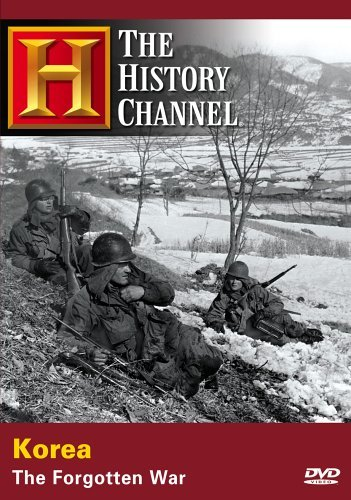 H
THE
HISTORY
CHANNEL
Korea
The Forgotten War
DVD
VIDEO